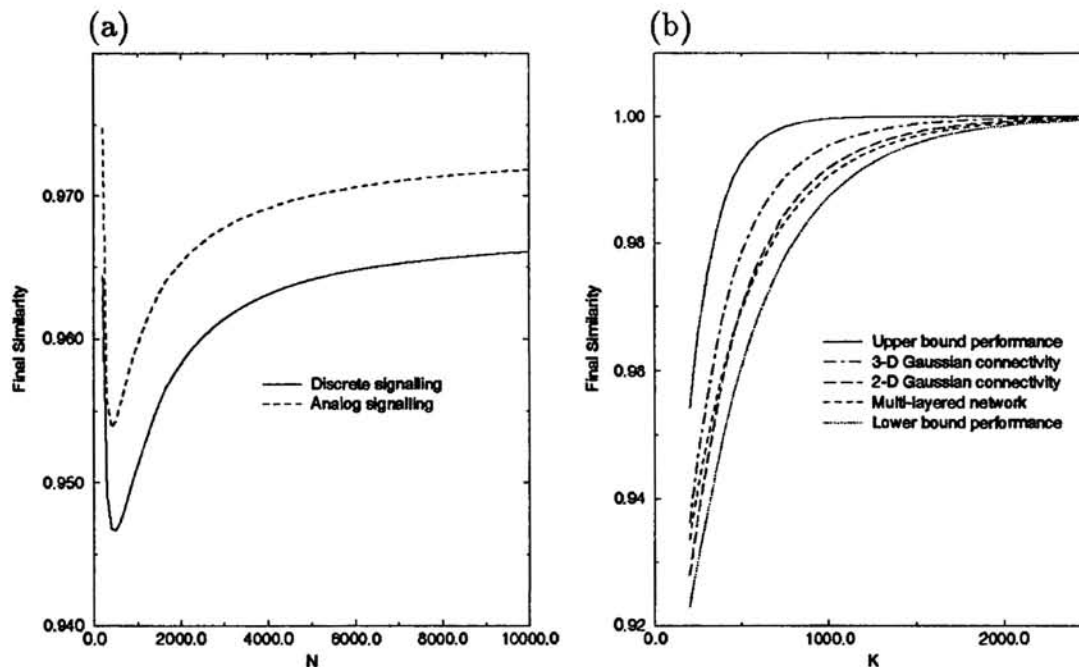 (a)
0.970
0.960
0.950
0.940
Final Similarity
0.0 2000.0 4000.0 6000.0 8000.0 10000.0
N
Discrete signalling
Analog signalling
(b)
1.00
0.98
0.96
0.94
0.92
Final Similarity
0.0 1000.0 2000.0
K
Upper bound performance
3-D Gaussian connectivity
2-D Gaussian connectivity
Multi-layered network
Lower bound performance